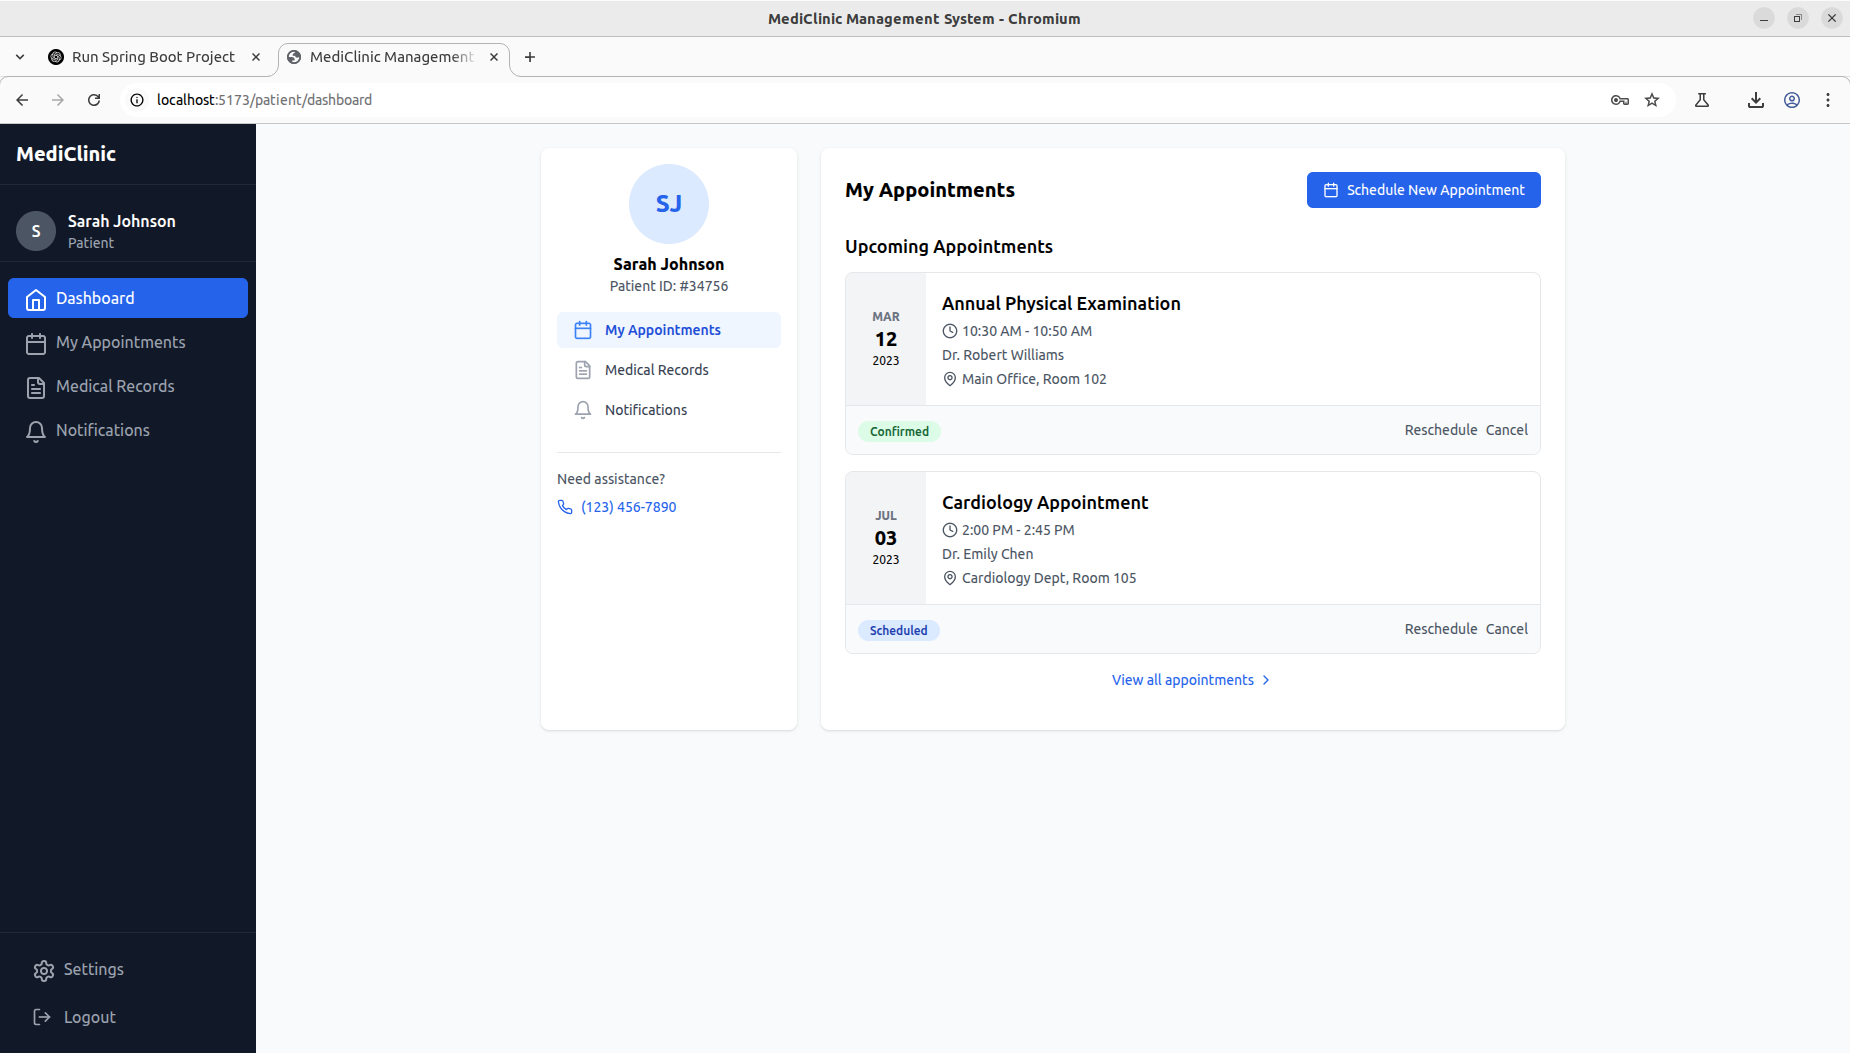 MediClinic Management System - Chromium
Run Spring Boot Project
MediClinic Management
localhost:5173/patient/dashboard
MediClinic
S
Sarah Johnson
Patient
Dashboard
My Appointments
Medical Records
Notifications
Settings
Logout
SJ
Sarah Johnson
Patient ID: #34756
My Appointments
Medical Records
Notifications
Need assistance?
(123) 456-7890
My Appointments
Schedule New Appointment
Upcoming Appointments
MAR
12
2023
Annual Physical Examination
10:30 AM - 10:50 AM
Dr. Robert Williams
Main Office, Room 102
Confirmed
Reschedule Cancel
JUL
03
2023
Cardiology Appointment
2:00 PM - 2:45 PM
Dr. Emily Chen
Cardiology Dept, Room 105
Scheduled
Reschedule Cancel
View all appointments